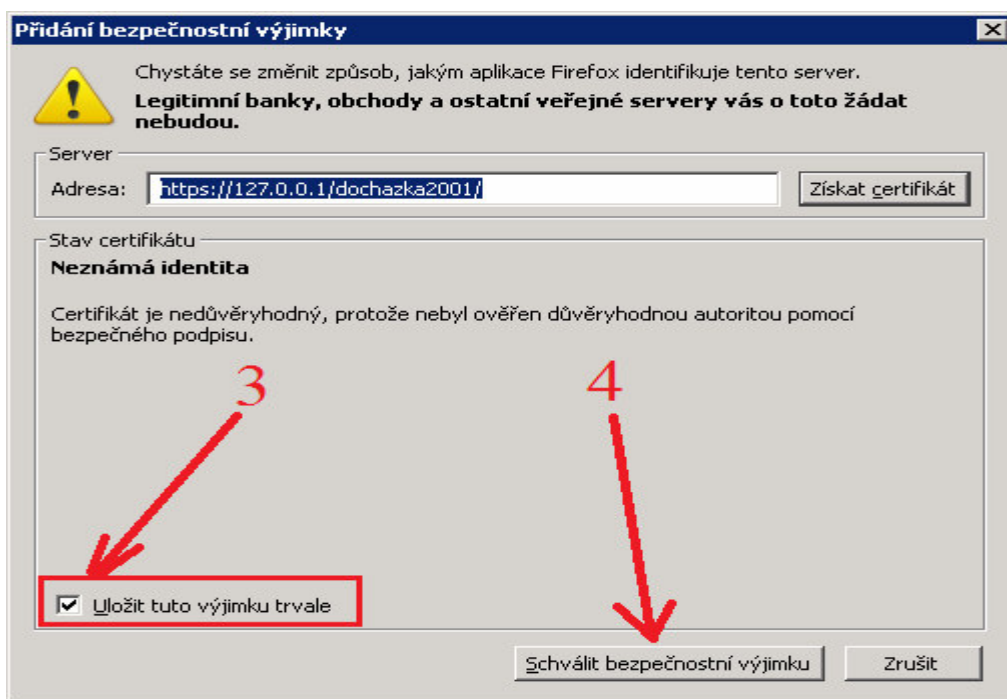 Přidání bezpečnostní výjimky
Chystáte se změnit způsob, jakým aplikace Firefox identifikuje tento server.
Legitimní banky, obchody a ostatní veřejné servery vás o toto žádat
nebudou.
Server
Adresa: https://127.0.0.1/dochazka2001/ Získat certifikát
Stav certifikátu
Neznámá identita
Certifikát je nedůvěryhodný, protože nebyl ověřen důvěryhodnou autoritou pomocí
bezpečného podpisu.
3 4
Uložit tuto výjimku trvale
Schválit bezpečnostní výjimku Zrušit